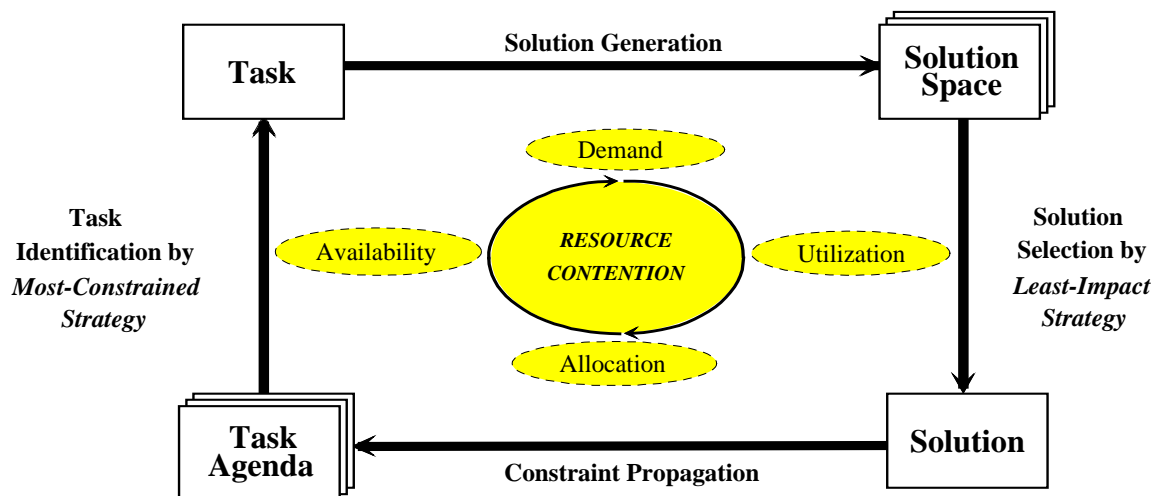 Solution Generation
Task
Solution
Space
Demand
Task
Identification by
Most-Constrained
Strategy
Availability
RESOURCE
CONTENTION
Utilization
Solution
Selection by
Least-Impact
Strategy
Allocation
Task
Agenda
Constraint Propagation
Solution